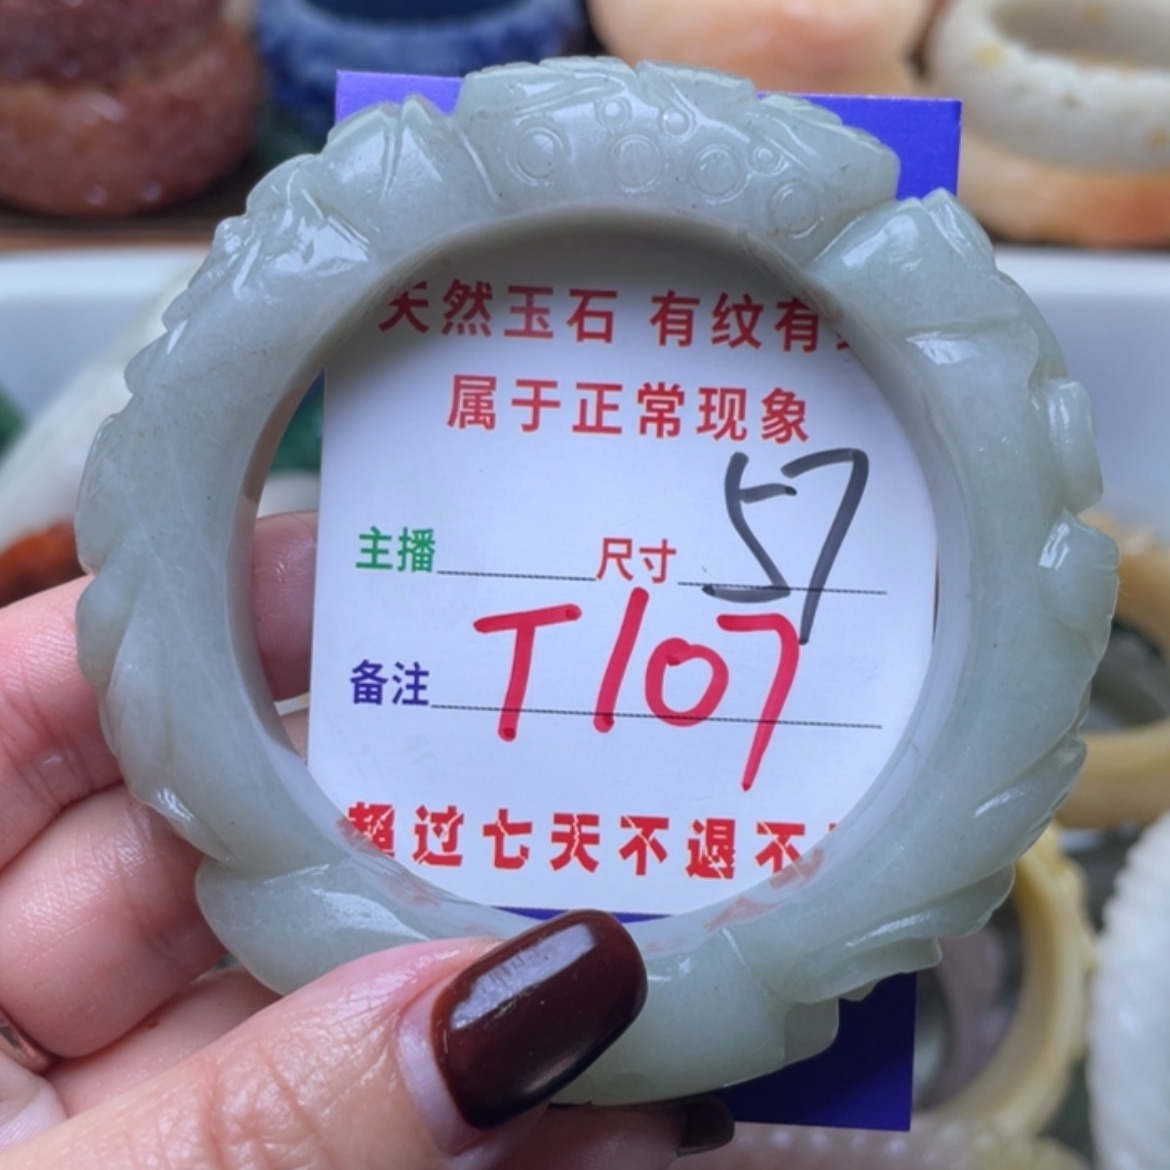 天然玉石 有纹有
属于正常现象
主播 尺寸 57
备注 T107
超过七天不退不